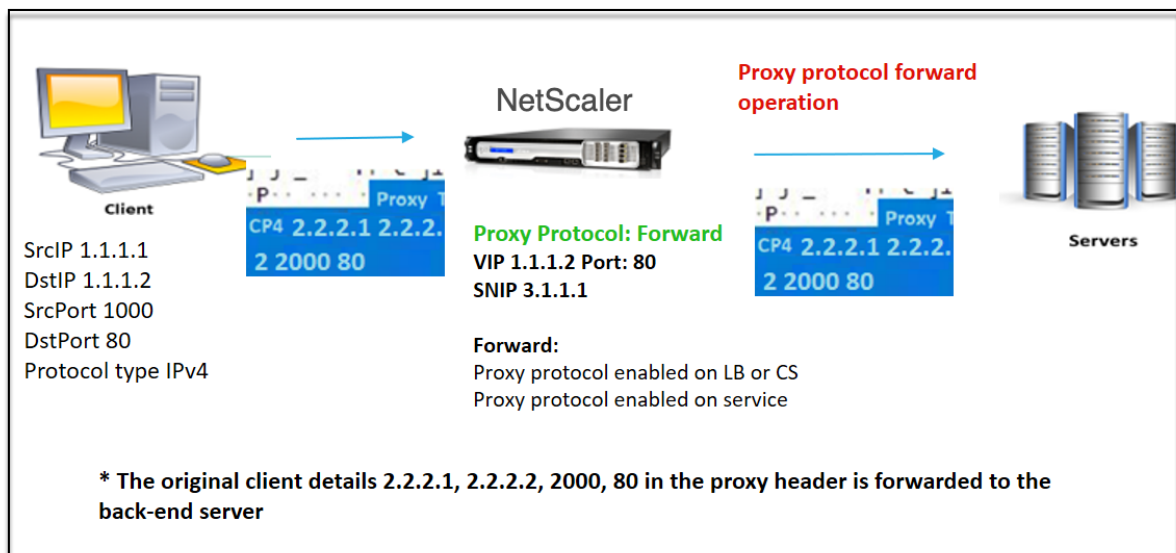 Proxy protocol forward
operation
NetScaler
Client
Proxy
CP4 2.2.2.1 2.2.2.
2 2000 80
Proxy
CP4 2.2.2.1 2.2.2.
2 2000 80
Servers
SrcIP 1.1.1.1
DstIP 1.1.1.2
SrcPort 1000
DstPort 80
Protocol type IPv4
Proxy Protocol: Forward
VIP 1.1.1.2 Port: 80
SNIP 3.1.1.1
Forward:
Proxy protocol enabled on LB or CS
Proxy protocol enabled on service
* The original client details 2.2.2.1, 2.2.2.2, 2000, 80 in the proxy header is forwarded to the
back-end server